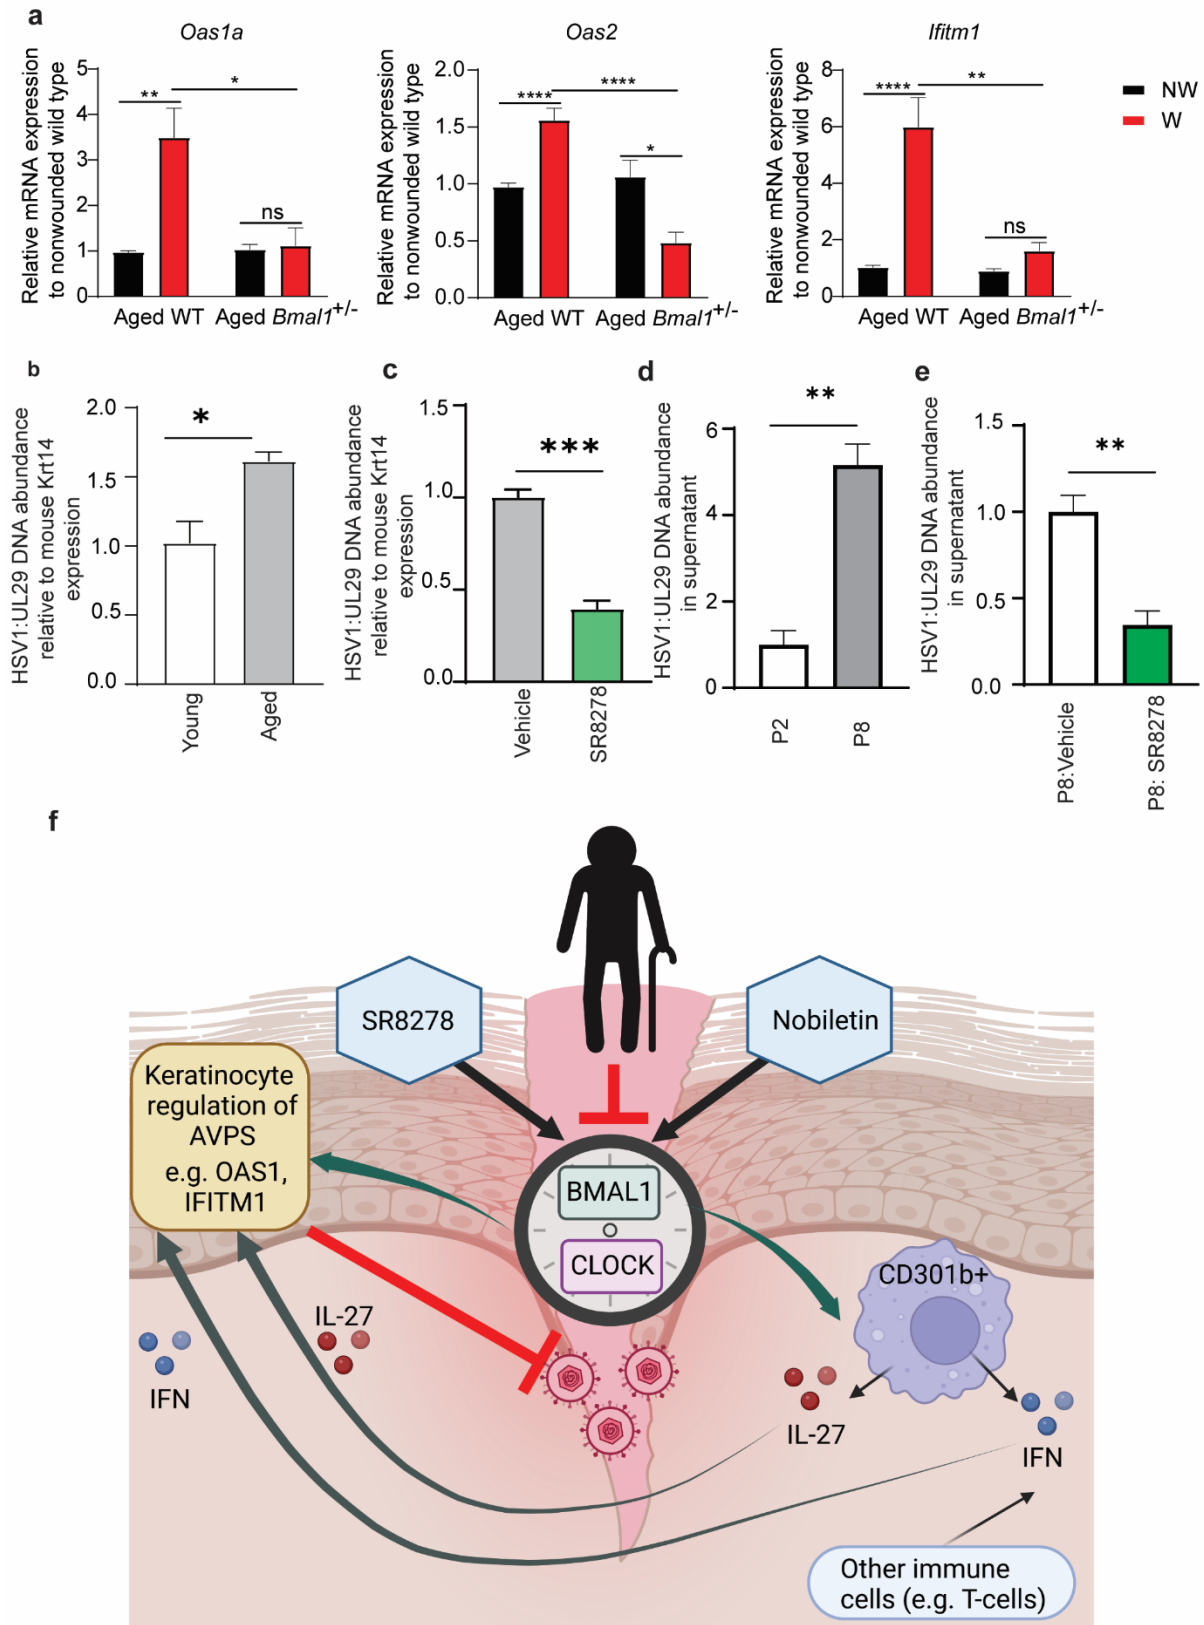 a
Oas1a
Relative mRNA expression
to nonwounded wild type
5
4
3
2
1
0
**
*
ns
Aged WT
Aged Bmal1+/-
Oas2
Relative mRNA expression
to nonwounded wild type
2.0
1.5
1.0
0.5
0.0
****
****
*
Aged WT
Aged Bmal1+/-
Ifitm1
Relative mRNA expression
to nonwounded wild type
8
6
4
2
0
****
**
ns
Aged WT
Aged Bmal1+/-
NW
W
b
HSV1:UL29 DNA abundance
relative to mouse Krt14
expression
2.0
1.5
1.0
0.5
0.0
*
Young
Aged
c
HSV1:UL29 DNA abundance
relative to mouse Krt14
expression
1.5
1.0
0.5
0.0
***
Vehicle
SR8278
d
HSV1:UL29 DNA abundance
in supernatant
6
4
2
0
**
P2
P8
e
HSV1:UL29 DNA abundance
in supernatant
1.5
1.0
0.5
0.0
**
P8:Vehicle
P8: SR8278
f
SR8278
Nobiletin
Keratinocyte
regulation of
AVPS
e.g. OAS1,
IFITM1
BMAL1
CLOCK
CD301b+
IL-27
IFN
IL-27
IFN
Other immune
cells (e.g. T-cells)